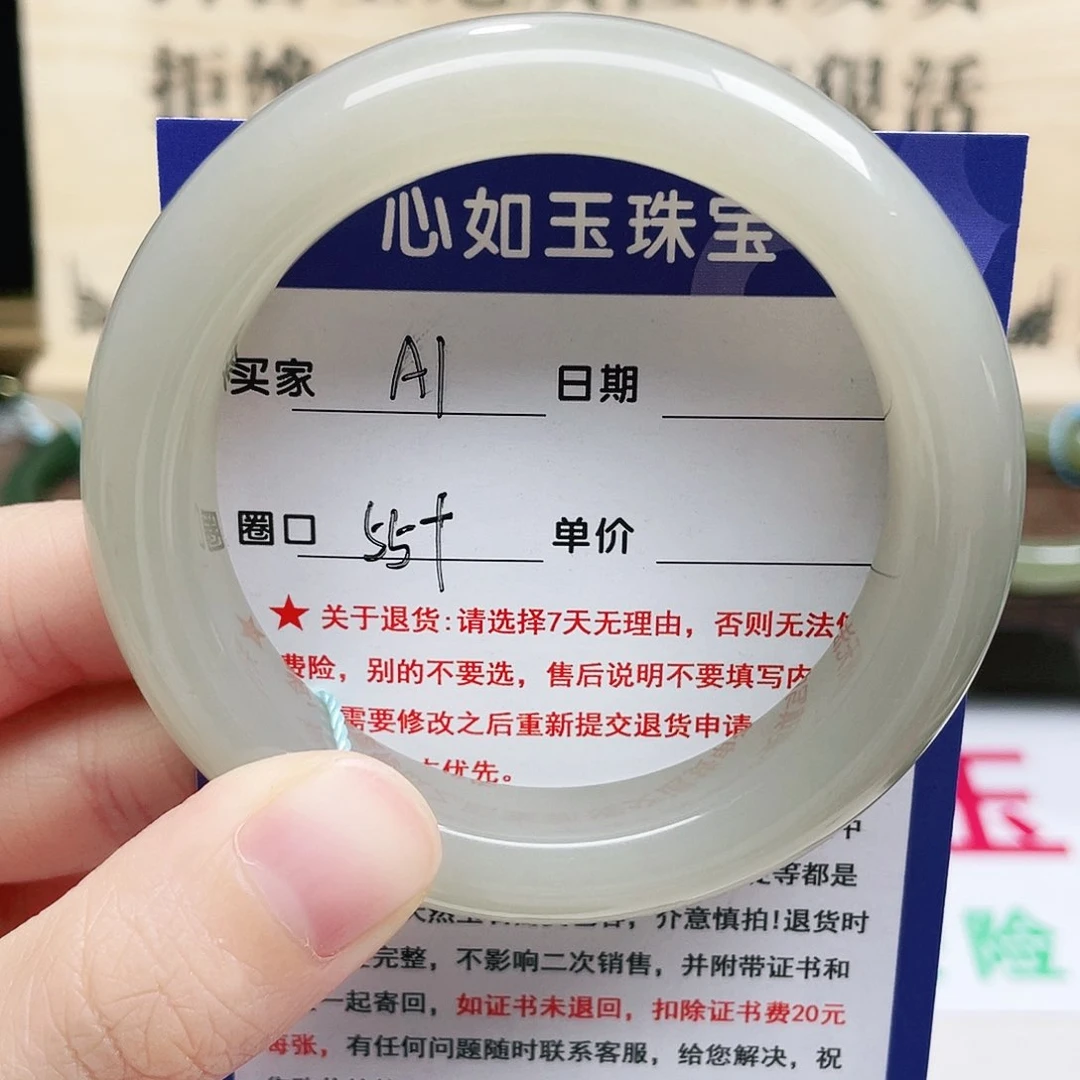 拒 活
心如玉珠宝
买家 A1 日期
圈口 55+ 单价
★ 关于退货:请选择7天无理由，否则无法
费险，别的不要选，售后说明不要填写内
需要修改之后重新提交退货申请
优先。
等都是
介意慎拍!退货时
完整，不影响二次销售，并附带证书和
一起寄回，如证书未退回，扣除证书费20元
每张，有任何问题随时联系客服，给您解决，祝
玉
险